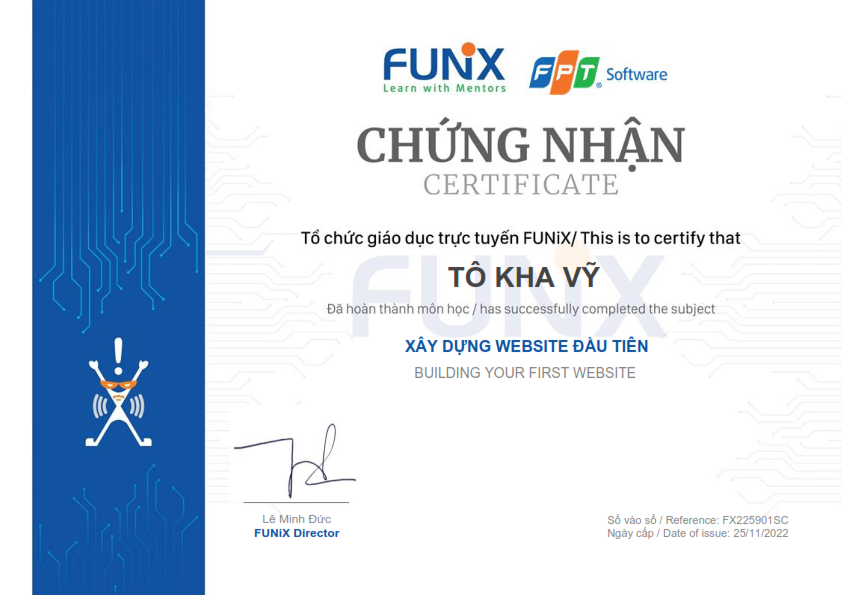 FUNiX
Learn with Mentors
FPT Software
CHỨNG NHẬN
CERTIFICATE
Tổ chức giáo dục trực tuyến FUNiX/ This is to certify that
TÔ KHA VỸ
Đã hoàn thành môn học / has successfully completed the subject
XÂY DỰNG WEBSITE ĐẦU TIÊN
BUILDING YOUR FIRST WEBSITE
Lê Minh Đức
FUNiX Director
Số vào sổ / Reference: FX225901SC
Ngày cấp / Date of issue: 25/11/2022